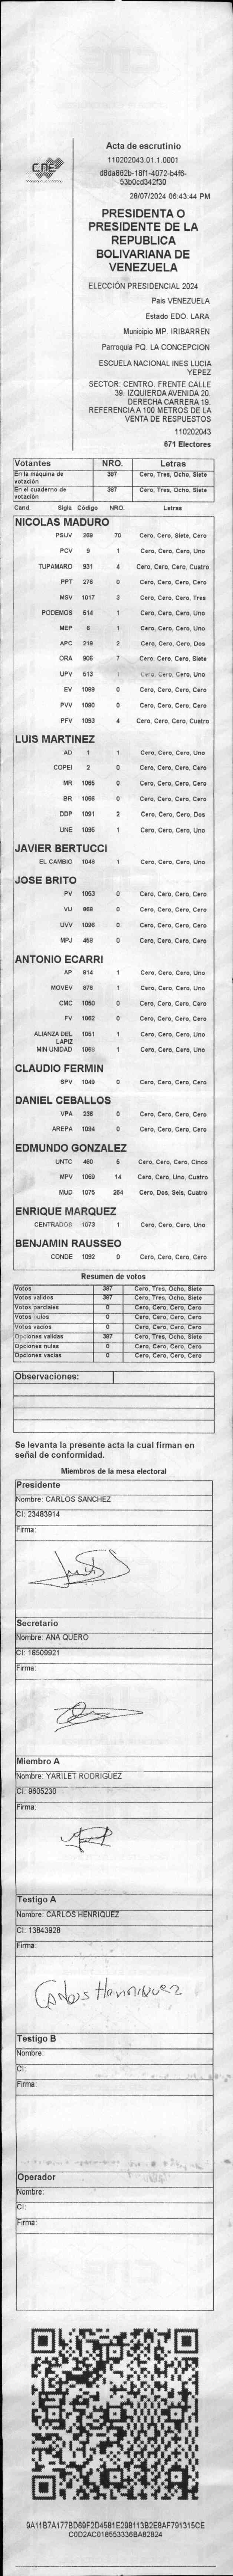 CNE
Acta de escrutinio
110202043.01.1.0001
d8da862b-18f1-4072-b4f6-
53b0cd342f30
28/07/2024 06:43:44 PM
PRESIDENTA O
PRESIDENTE DE LA
REPUBLICA
BOLIVARIANA DE
VENEZUELA
ELECCIÓN PRESIDENCIAL 2024
Pais VENEZUELA
Estado EDO. LARA
Municipio MP. IRIBARREN
Parroquia PQ. LA CONCEPCION
ESCUELA NACIONAL INES LUCIA
YEPEZ
SECTOR: CENTRO. FRENTE CALLE
39. IZQUIERDA AVENIDA 20.
DERECHA CARRERA 19.
REFERENCIA A 100 METROS DE LA
VENTA DE RESPUESTOS
110202043
671 Electores
Votantes NRO. Letras
En la máquina de votación 387 Cero, Tres, Ocho, Siete
En el cuaderno de votación 387 Cero, Tres, Ocho, Siete
Cand. Sigla Código NRO. Letras
NICOLAS MADURO
PSUV 269 70 Cero, Cero, Siete, Cero
PCV 9 1 Cero, Cero, Cero, Uno
TUPAMARO 931 4 Cero, Cero, Cero, Cuatro
PPT 276 0 Cero, Cero, Cero, Cero
MSV 1017 3 Cero, Cero, Cero, Tres
PODEMOS 614 1 Cero, Cero, Cero, Uno
MEP 6 1 Cero, Cero, Cero, Uno
APC 219 2 Cero, Cero, Cero, Dos
ORA 906 7 Cero, Cero, Cero, Siete
UPV 513 1 Cero, Cero, Cero, Uno
EV 1089 0 Cero, Cero, Cero, Cero
PVV 1090 0 Cero, Cero, Cero, Cero
PFV 1093 4 Cero, Cero, Cero, Cuatro
LUIS MARTINEZ
AD 1 1 Cero, Cero, Cero, Uno
COPEI 2 0 Cero, Cero, Cero, Cero
MR 1065 0 Cero, Cero, Cero, Cero
BR 1066 0 Cero, Cero, Cero, Cero
DDP 1091 2 Cero, Cero, Cero, Dos
UNE 1095 1 Cero, Cero, Cero, Uno
JAVIER BERTUCCI
EL CAMBIO 1049 1 Cero, Cero, Cero, Uno
JOSE BRITO
PV 1053 0 Cero, Cero, Cero, Cero
VU 868 0 Cero, Cero, Cero, Cero
UVV 1096 0 Cero, Cero, Cero, Cero
MPJ 459 0 Cero, Cero, Cero, Cero
ANTONIO ECARRI
AP 914 1 Cero, Cero, Cero, Uno
MOVEV 878 1 Cero, Cero, Cero, Uno
CMC 1050 0 Cero, Cero, Cero, Cero
FV 1062 0 Cero, Cero, Cero, Cero
ALIANZA DEL LAPIZ 1051 1 Cero, Cero, Cero, Uno
MIN UNIDAD 1 Cero, Cero, Cero, Uno
CLAUDIO FERMIN
SPV 1049 0 Cero, Cero, Cero, Cero
DANIEL CEBALLOS
VPA 236 0 Cero, Cero, Cero, Cero
AREPA 1094 0 Cero, Cero, Cero, Cero
EDMUNDO GONZALEZ
UNTC 460 5 Cero, Cero, Cero, Cinco
MPV 1069 14 Cero, Cero, Uno, Cuatro
MUD 1075 264 Cero, Dos, Seis, Cuatro
ENRIQUE MARQUEZ
CENTRADOS 1073 1 Cero, Cero, Cero, Uno
BENJAMIN RAUSSEO
CONDE 1092 0 Cero, Cero, Cero, Cero
Resumen de votos
Votos 387 Cero, Tres, Ocho, Siete
Votos validos 387 Cero, Tres, Ocho, Siete
Votos parciales 0 Cero, Cero, Cero, Cero
Votos nulos 0 Cero, Cero, Cero, Cero
Votos vacios 0 Cero, Cero, Cero, Cero
Opciones validas 387 Cero, Tres, Ocho, Siete
Opciones nulas 0 Cero, Cero, Cero, Cero
Opciones vacias 0 Cero, Cero, Cero, Cero
Observaciones:
Se levanta la presente acta la cual firman en
señal de conformidad.
Miembros de la mesa electoral
Presidente
Nombre: CARLOS SANCHEZ
CI: 23483914
Firma:
Secretario
Nombre: ANA QUERO
CI: 18509921
Firma:
Miembro A
Nombre: YARILET RODRIGUEZ
CI: 9605230
Firma:
Testigo A
Nombre: CARLOS HENRIQUEZ
CI: 13843928
Firma:
Carlos Henriquez
Testigo B
Nombre:
CI:
Firma:
Operador
Nombre:
CI:
Firma:
0A11B7A177BD69F2D4581E298113B2E9AF791315CE
C0D2AC018553336BA82824